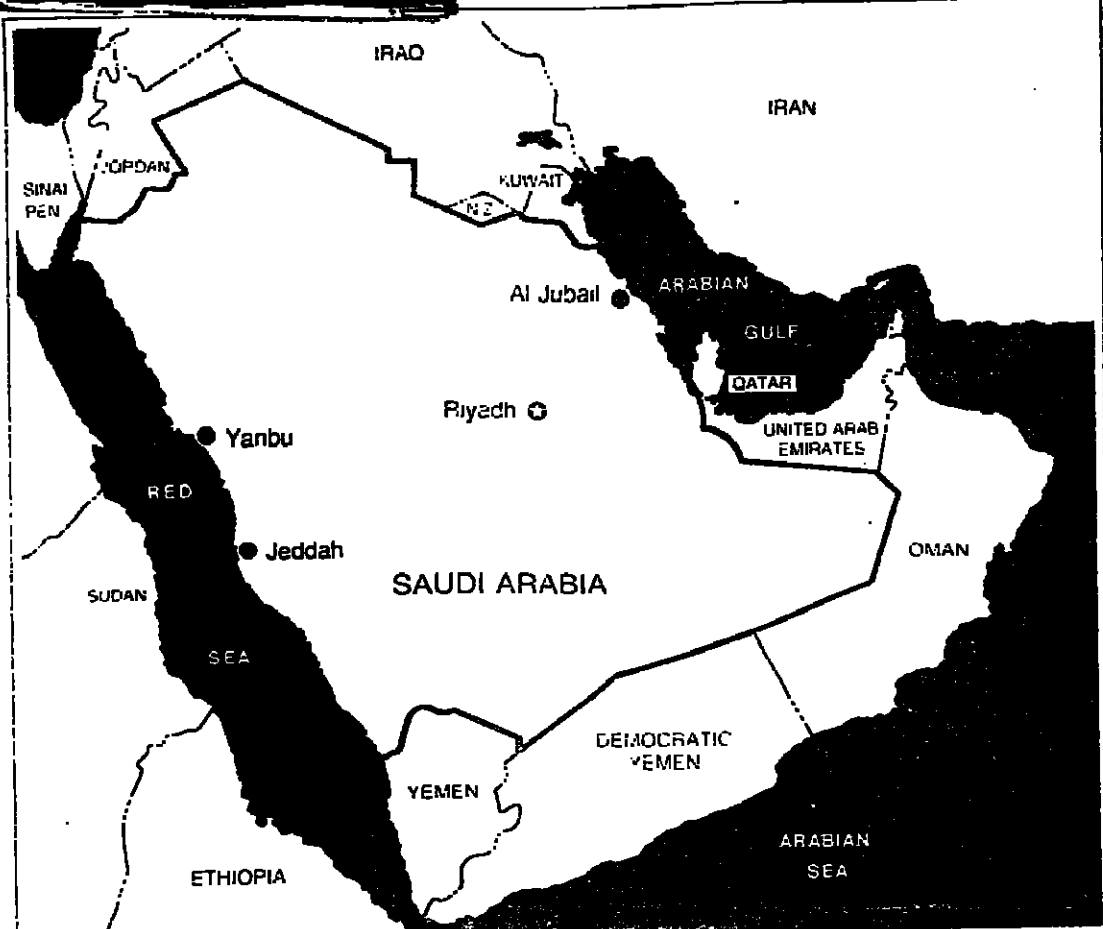 IRAQ
IRAN
JORDAN
SINAI
PEN
KUWAIT
N Z
Al Jubail
ARABIAN
GULF
QATAR
Riyadh
UNITED ARAB
EMIRATES
Yanbu
RED
Jeddah
OMAN
SAUDI ARABIA
SUDAN
SEA
DEMOCRATIC
YEMEN
YEMEN
ARABIAN
SEA
ETHIOPIA